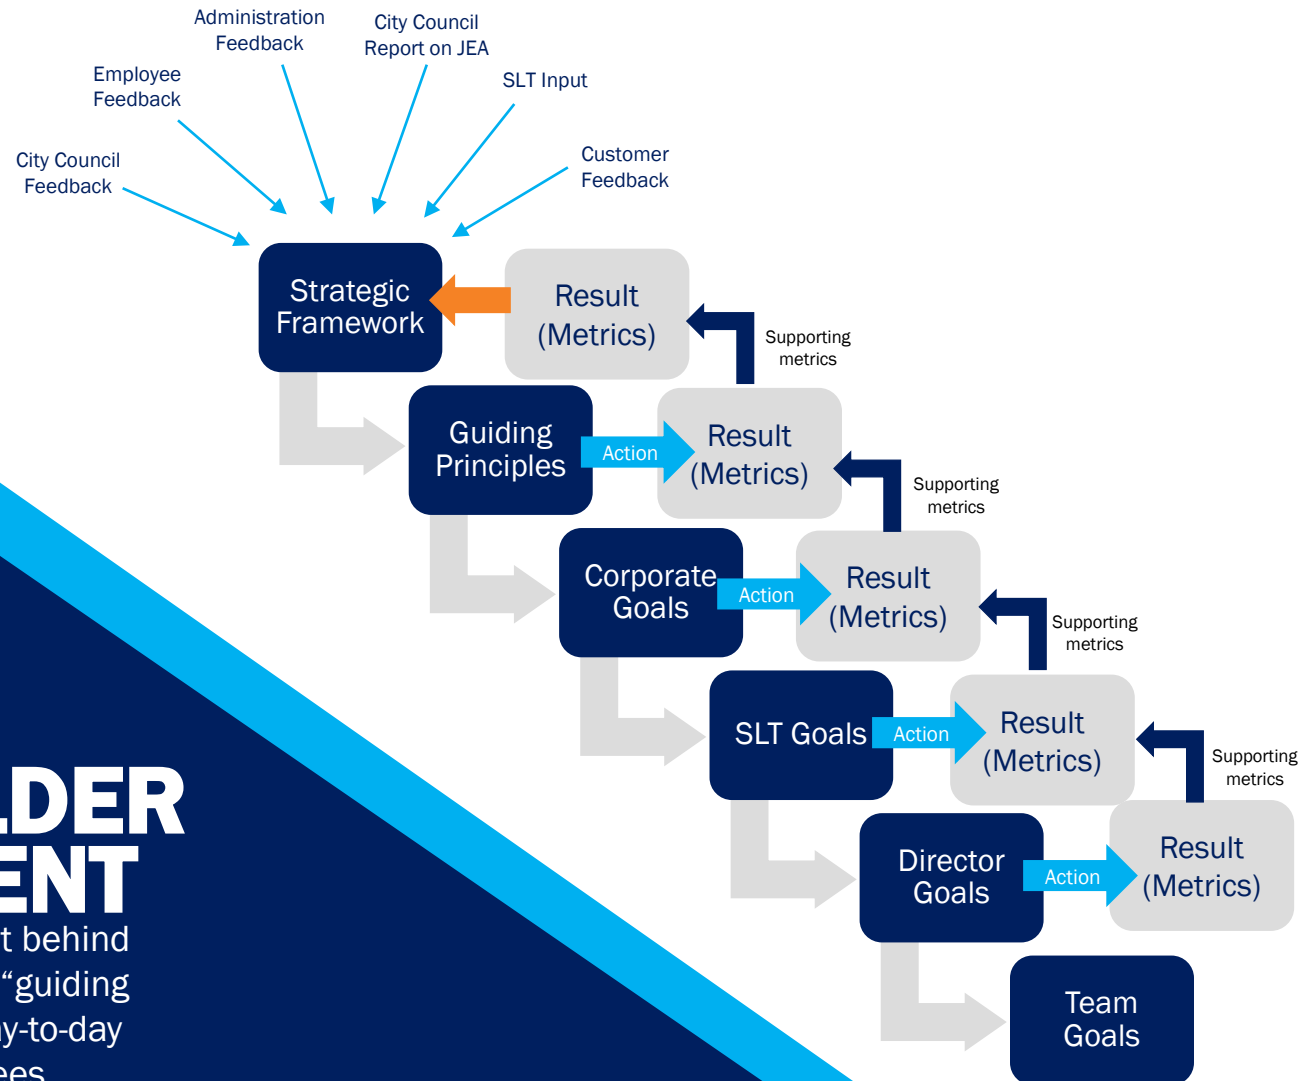 Administration
Feedback
City Council
Report on JEA
Employee
Feedback
SLT Input
City Council
Feedback
Customer
Feedback
Strategic
Framework
Result
(Metrics)
Supporting
metrics
Guiding
Principles
Action
Result
(Metrics)
Supporting
metrics
Corporate
Goals
Action
Result
(Metrics)
Supporting
metrics
SLT Goals
Action
Result
(Metrics)
Supporting
metrics
Director
Goals
Action
Result
(Metrics)
Team
Goals
LDER
ENT
t behind
“guiding
ay-to-day
ees